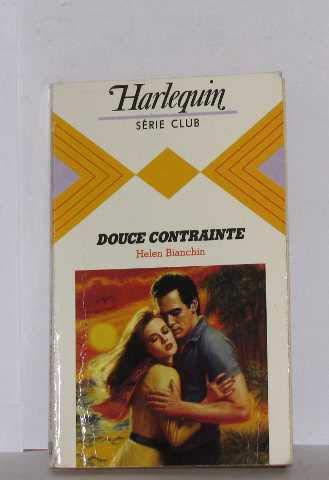 Harlequin
SÉRIE CLUB
DOUCE CONTRAINTE
Helen Bianchin